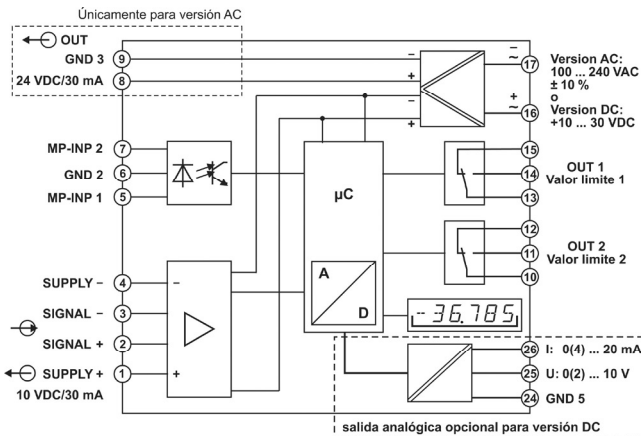 Únicamente para versión AC
OUT
GND 3 9
24 VDC/30 mA 8
MP-INP 2 7
GND 2 6
MP-INP 1 5
SUPPLY − 4
SIGNAL − 3
SIGNAL + 2
SUPPLY + 1
10 VDC/30 mA
−
+
−
+
−
+
µC
A
D
− ~ 17
Version AC:
100 ... 240 VAC
± 10 %
o
+ ~ 16
Version DC:
+10 ... 30 VDC
15
14 OUT 1
Valor limite 1
13
12
11 OUT 2
Valor limite 2
10
-36.785
26 I: 0(4) ... 20 mA
25 U: 0(2) ... 10 V
24 GND 5
salida analógica opcional para versión DC